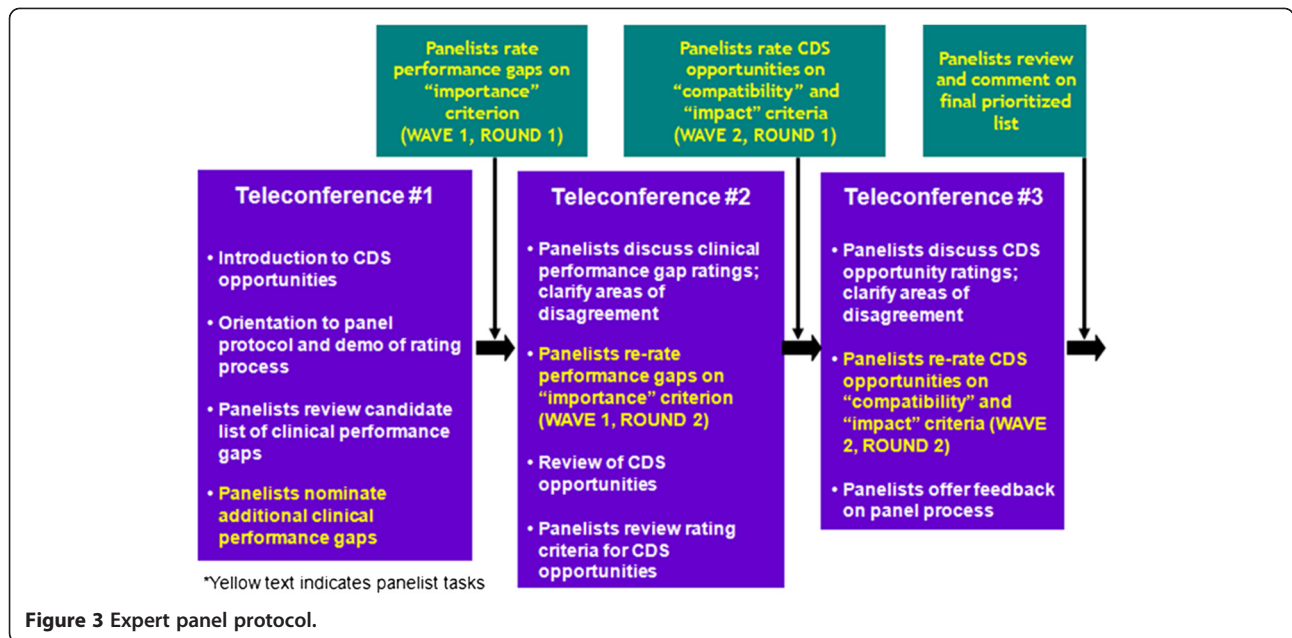 Panelists rate
performance gaps on
“importance”
criterion
(WAVE 1, ROUND 1)
Panelists rate CDS
opportunities on
“compatibility” and
“impact” criteria
(WAVE 2, ROUND 1)
Panelists review
and comment on
final prioritized
list
Teleconference #1
• Introduction to CDS
opportunities
• Orientation to panel
protocol and demo of rating
process
• Panelists review candidate
list of clinical performance
gaps
• Panelists nominate
additional clinical
performance gaps
Teleconference #2
• Panelists discuss clinical
performance gap ratings;
clarify areas of
disagreement
• Panelists re-rate
performance gaps on
“importance” criterion
(WAVE 1, ROUND 2)
• Review of CDS
opportunities
• Panelists review rating
criteria for CDS
opportunities
Teleconference #3
• Panelists discuss CDS
opportunity ratings;
clarify areas of
disagreement
• Panelists re-rate CDS
opportunities on
“compatibility” and
“impact” criteria (WAVE
2, ROUND 2)
• Panelists offer feedback
on panel process
*Yellow text indicates panelist tasks
Figure 3 Expert panel protocol.